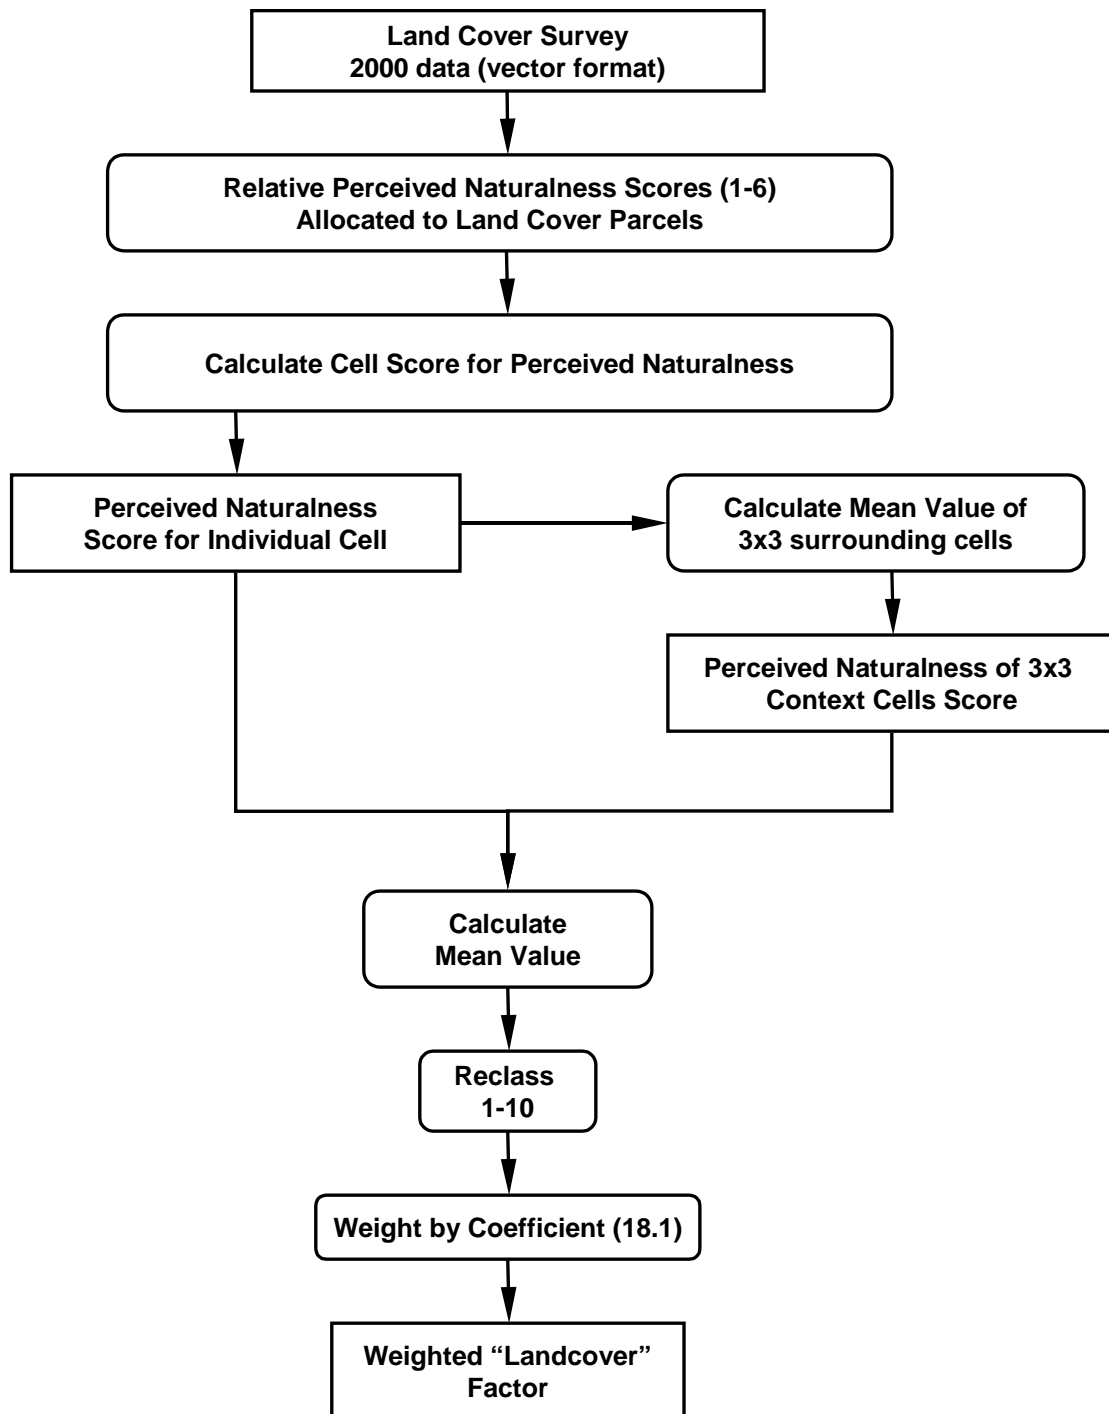 Land Cover Survey
2000 data (vector format)
Relative Perceived Naturalness Scores (1-6)
Allocated to Land Cover Parcels
Calculate Cell Score for Perceived Naturalness
Perceived Naturalness
Score for Individual Cell
Calculate Mean Value of
3x3 surrounding cells
Perceived Naturalness of 3x3
Context Cells Score
Calculate
Mean Value
Reclass
1-10
Weight by Coefficient (18.1)
Weighted “Landcover”
Factor